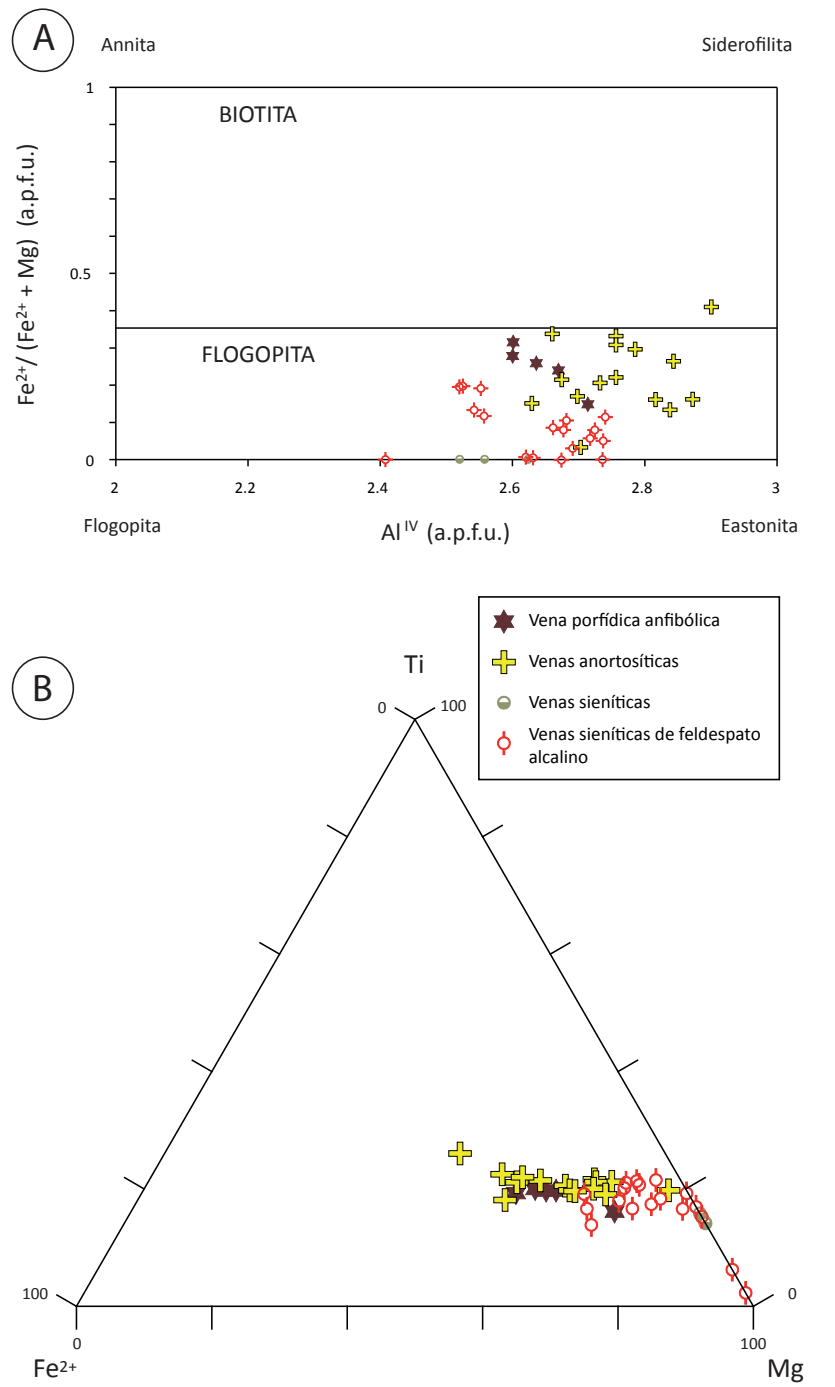 A
Annita
Siderofilita
1
BIOTITA
Fe²⁺/ (Fe²⁺ + Mg) (a.p.f.u.)
0.5
FLOGOPITA
0
2
2.2
2.4
2.6
2.8
3
Flogopita
Al ᴵⱽ (a.p.f.u.)
Eastonita
Vena porfídica anfibólica
Venas anortosíticas
Venas sieníticas
Venas sieníticas de feldespato
alcalino
B
Ti
0
100
100
0
0
100
Fe²⁺
Mg